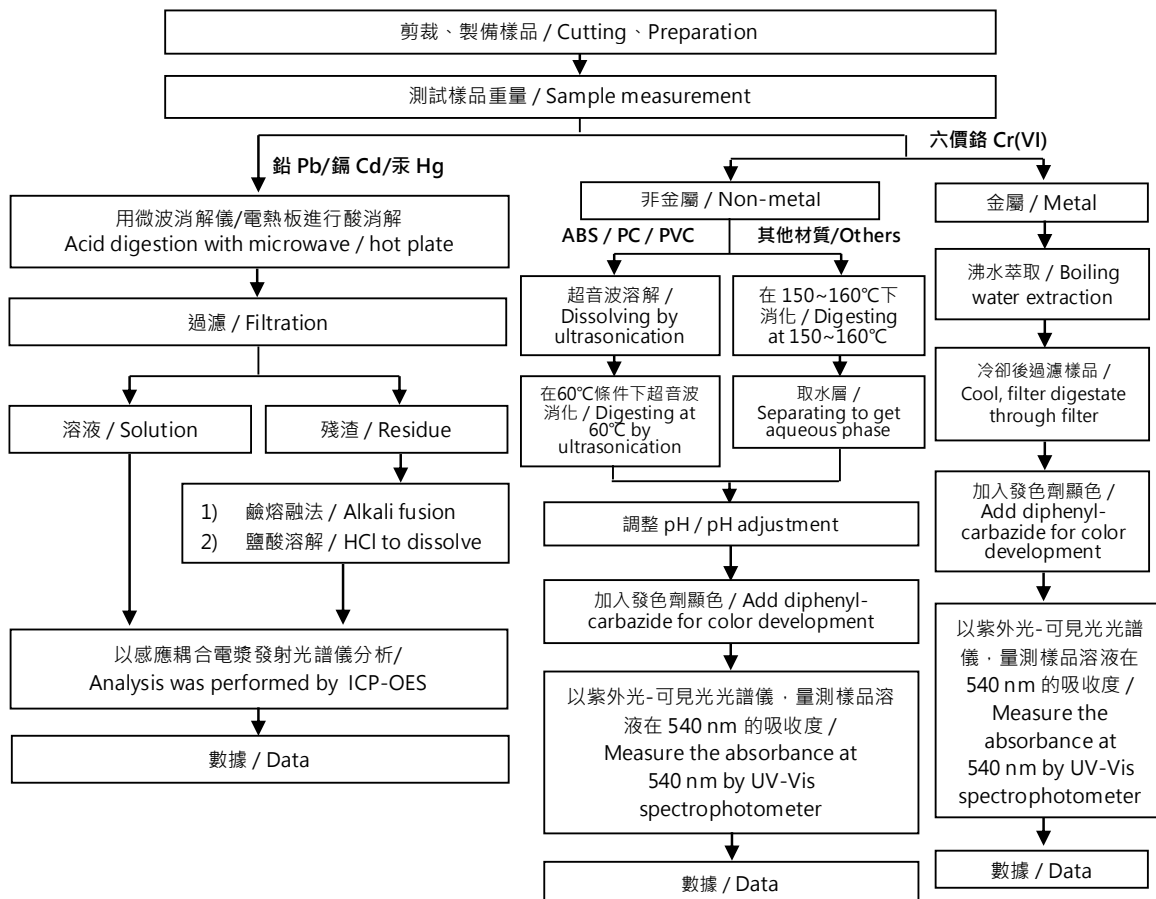 剪裁、製備樣品 / Cutting、Preparation
測試樣品重量 / Sample measurement
鉛 Pb/鎘 Cd/汞 Hg
用微波消解儀/電熱板進行酸消解
Acid digestion with microwave / hot plate
過濾 / Filtration
溶液 / Solution
殘渣 / Residue
1) 鹼熔融法 / Alkali fusion
2) 鹽酸溶解 / HCl to dissolve
以感應耦合電漿發射光譜儀分析/
Analysis was performed by ICP-OES
數據 / Data
六價鉻 Cr(VI)
非金屬 / Non-metal
ABS / PC / PVC
超音波溶解 /
Dissolving by
ultrasonication
在60℃條件下超音波
消化 / Digesting at
60℃ by
ultrasonication
其他材質/Others
在 150~160℃下
消化 / Digesting
at 150~160℃
取水層 /
Separating to get
aqueous phase
調整 pH / pH adjustment
加入發色劑顯色 / Add diphenyl-
carbazide for color development
以紫外光-可見光光譜儀，量測樣品溶
液在 540 nm 的吸收度 /
Measure the absorbance at
540 nm by UV-Vis
spectrophotometer
數據 / Data
金屬 / Metal
沸水萃取 / Boiling
water extraction
冷卻後過濾樣品 /
Cool, filter digestate
through filter
加入發色劑顯色 /
Add diphenyl-
carbazide for color
development
以紫外光-可見光光譜
儀，量測樣品溶液在
540 nm 的吸收度 /
Measure the
absorbance at
540 nm by UV-Vis
spectrophotometer
數據 / Data